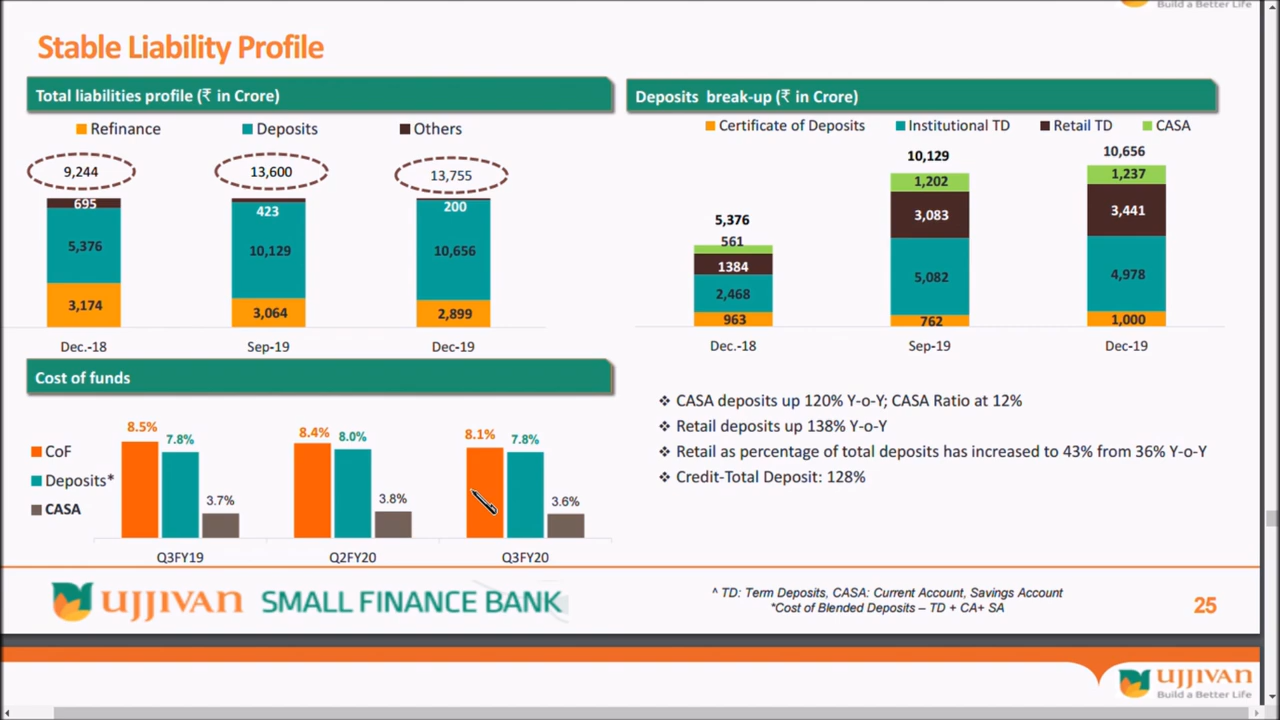 Build a Better Life
Stable Liability Profile
Total liabilities profile (₹ in Crore)
Refinance Deposits Others
9,244 13,600 13,755
695 423 200
5,376 10,129 10,656
3,174 3,064 2,899
Dec.-18 Sep-19 Dec-19
Deposits break-up (₹ in Crore)
Certificate of Deposits Institutional TD Retail TD CASA
5,376 10,129 10,656
561 1,202 1,237
1384 3,083 3,441
2,468 5,082 4,978
963 762 1,000
Dec.-18 Sep-19 Dec-19
Cost of funds
CoF
Deposits*
CASA
8.5% 7.8% 3.7%
8.4% 8.0% 3.8%
8.1% 7.8% 3.6%
Q3FY19 Q2FY20 Q3FY20
❖ CASA deposits up 120% Y-o-Y; CASA Ratio at 12%
❖ Retail deposits up 138% Y-o-Y
❖ Retail as percentage of total deposits has increased to 43% from 36% Y-o-Y
❖ Credit-Total Deposit: 128%
UJJIVAN SMALL FINANCE BANK
^ TD: Term Deposits, CASA: Current Account, Savings Account
*Cost of Blended Deposits – TD + CA+ SA
25
UJJIVAN
Build a Better Life